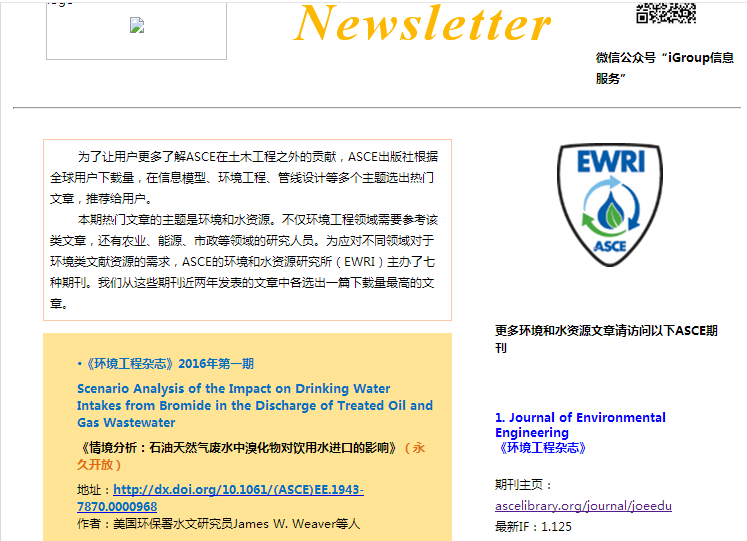 Newsletter
微信公众号“iGroup信息
服务”
为了让用户更多了解ASCE在土木工程之外的贡献，ASCE出版社根据
全球用户下载量，在信息模型、环境工程、管线设计等多个主题选出热门
文章，推荐给用户。
本期热门文章的主题是环境和水资源。不仅环境工程领域需要参考该
类文章，还有农业、能源、市政等领域的研究人员。为应对不同领域对于
环境类文献资源的需求，ASCE的环境和水资源研究所（EWRI）主办了七
种期刊。我们从这些期刊近两年发表的文章中各选出一篇下载量最高的文
章。
EWRI
ASCE
更多环境和水资源文章请访问以下ASCE期
刊
•《环境工程杂志》2016年第一期
Scenario Analysis of the Impact on Drinking Water
Intakes from Bromide in the Discharge of Treated Oil and
Gas Wastewater
《情境分析：石油天然气废水中溴化物对饮用水进口的影响》（永
久开放）
地址：http://dx.doi.org/10.1061/(ASCE)EE.1943-
7870.0000968
作者：美国环保署水文研究员James W. Weaver等人
1. Journal of Environmental
Engineering
《环境工程杂志》
期刊主页：
ascelibrary.org/journal/joeedu
最新IF：1.125